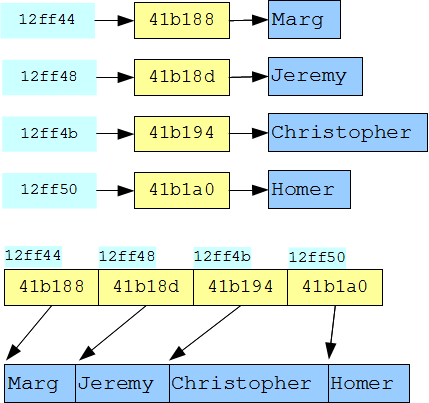 12ff44 41b188 Marg
12ff48 41b18d Jeremy
12ff4b 41b194 Christopher
12ff50 41b1a0 Homer
12ff44 12ff48 12ff4b 12ff50
41b188 41b18d 41b194 41b1a0
Marg Jeremy Christopher Homer